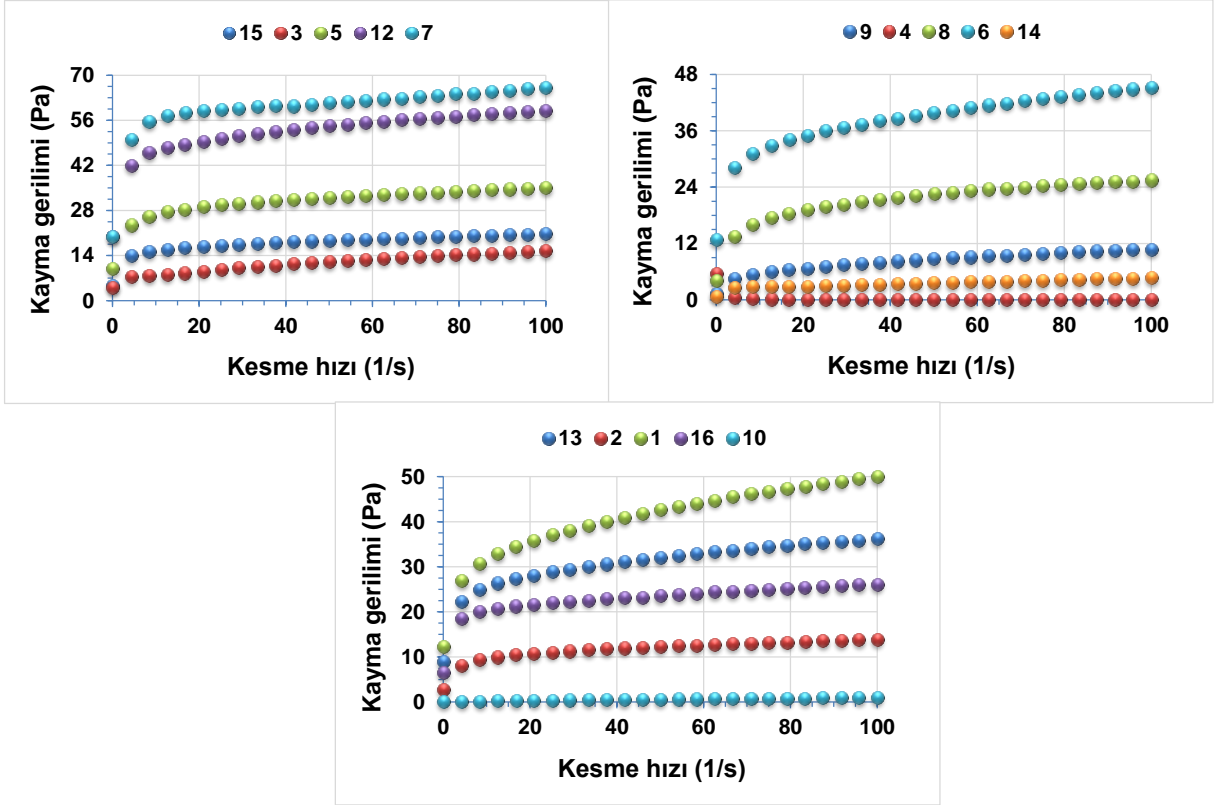 15 3 5 12 7
70
56
42
28
14
0
0 20 40 60 80 100
Kayma gerilimi (Pa)
Kesme hızı (1/s)
9 4 8 6 14
48
36
24
12
0
0 20 40 60 80 100
Kayma gerilimi (Pa)
Kesme hızı (1/s)
13 2 1 16 10
50
40
30
20
10
0
0 20 40 60 80 100
Kayma gerilimi (Pa)
Kesme hızı (1/s)